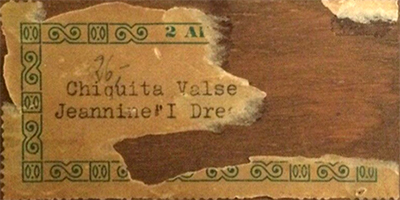 2 A
36,-
Chiquita Valse
Jeannine "I Dre